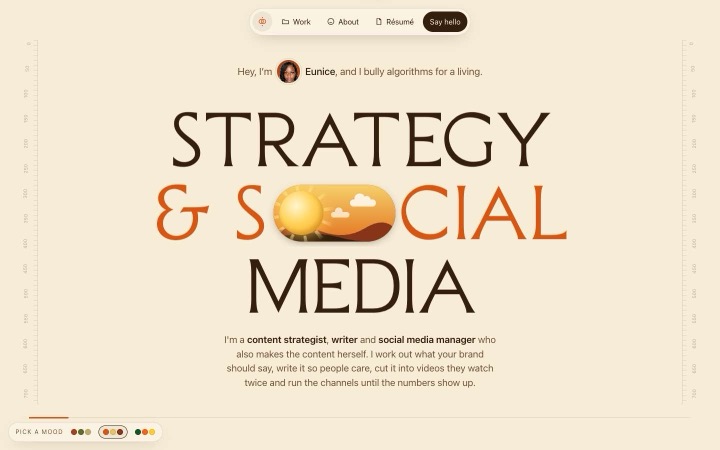 Work
About
Résumé
Say hello
Hey, I'm Eunice, and I bully algorithms for a living.
STRATEGY
& S CIAL
MEDIA
I'm a content strategist, writer and social media manager who
also makes the content herself. I work out what your brand
should say, write it so people care, cut it into videos they watch
twice and run the channels until the numbers show up.
PICK A MOOD